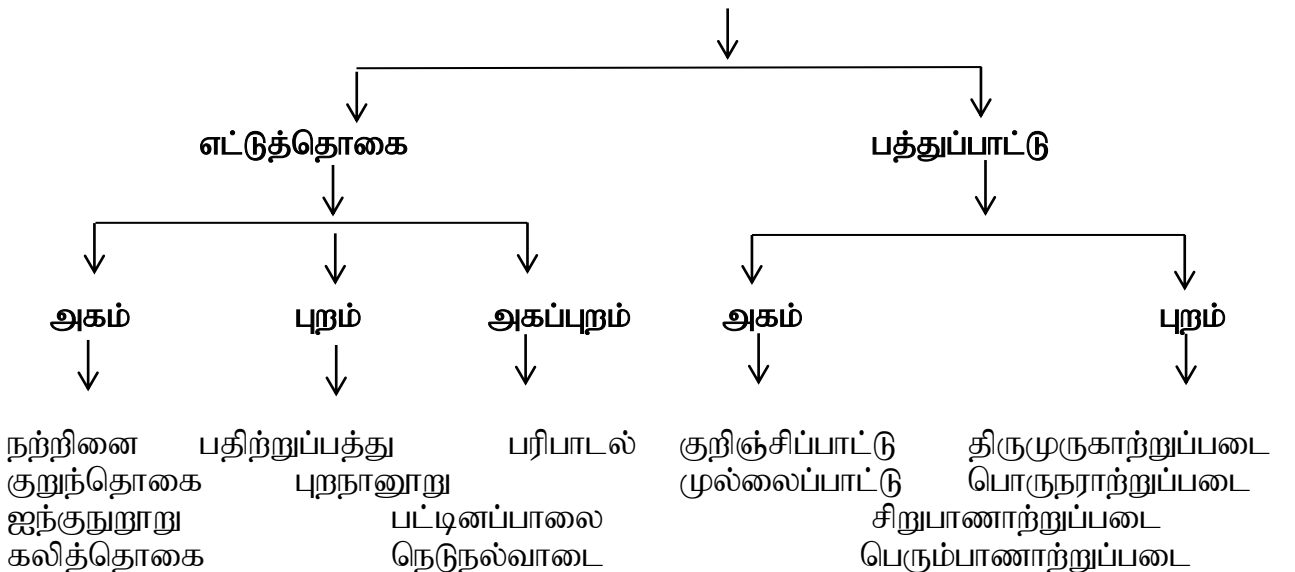 எட்டுத்தொகை பத்துப்பாட்டு
அகம் புறம் அகப்புறம் அகம் புறம்
நற்றினை பதிற்றுப்பத்து பரிபாடல் குறிஞ்சிப்பாட்டு திருமுருகாற்றுப்படை
குறுந்தொகை புறநானூறு முல்லைப்பாட்டு பொருநராற்றுப்படை
ஐந்குநுறூறு பட்டினப்பாலை சிறுபாணாற்றுப்படை
கலித்தொகை நெடுநல்வாடை பெரும்பாணாற்றுப்படை